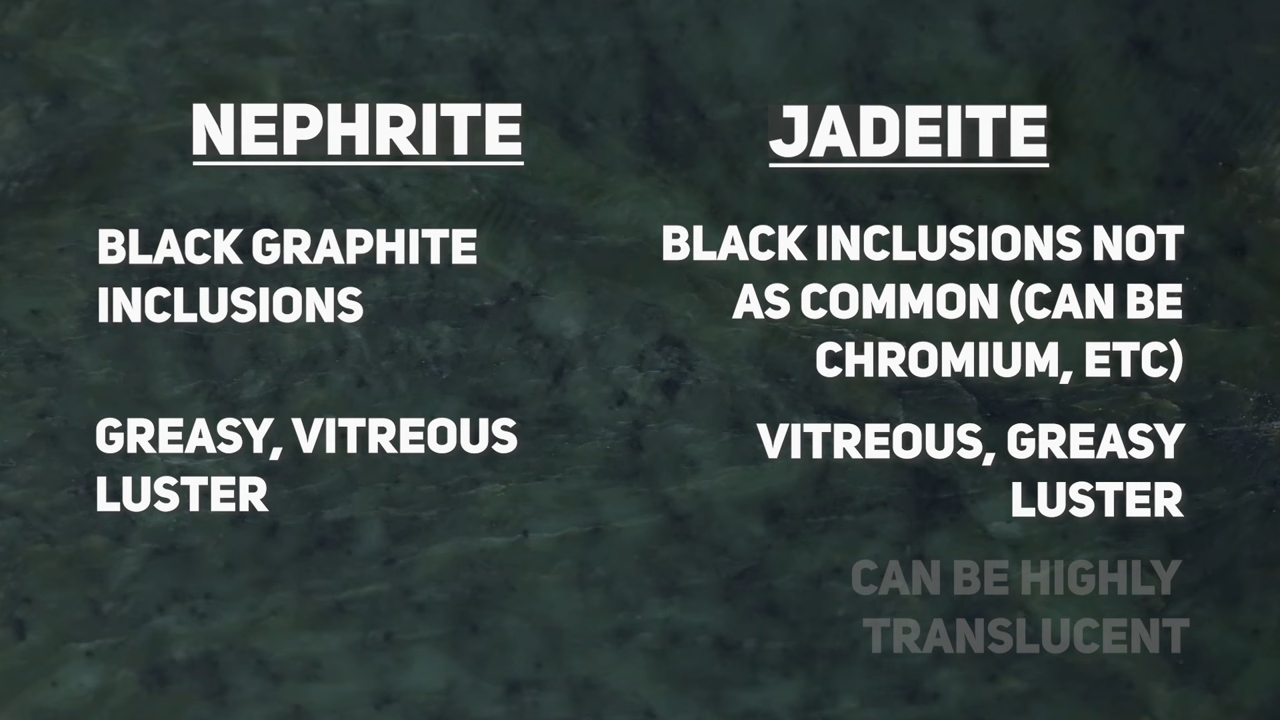 NEPHRITE
BLACK GRAPHITE
INCLUSIONS
GREASY, VITREOUS
LUSTER
JADEITE
BLACK INCLUSIONS NOT
AS COMMON (CAN BE
CHROMIUM, ETC)
VITREOUS, GREASY
LUSTER
CAN BE HIGHLY
TRANSLUCENT